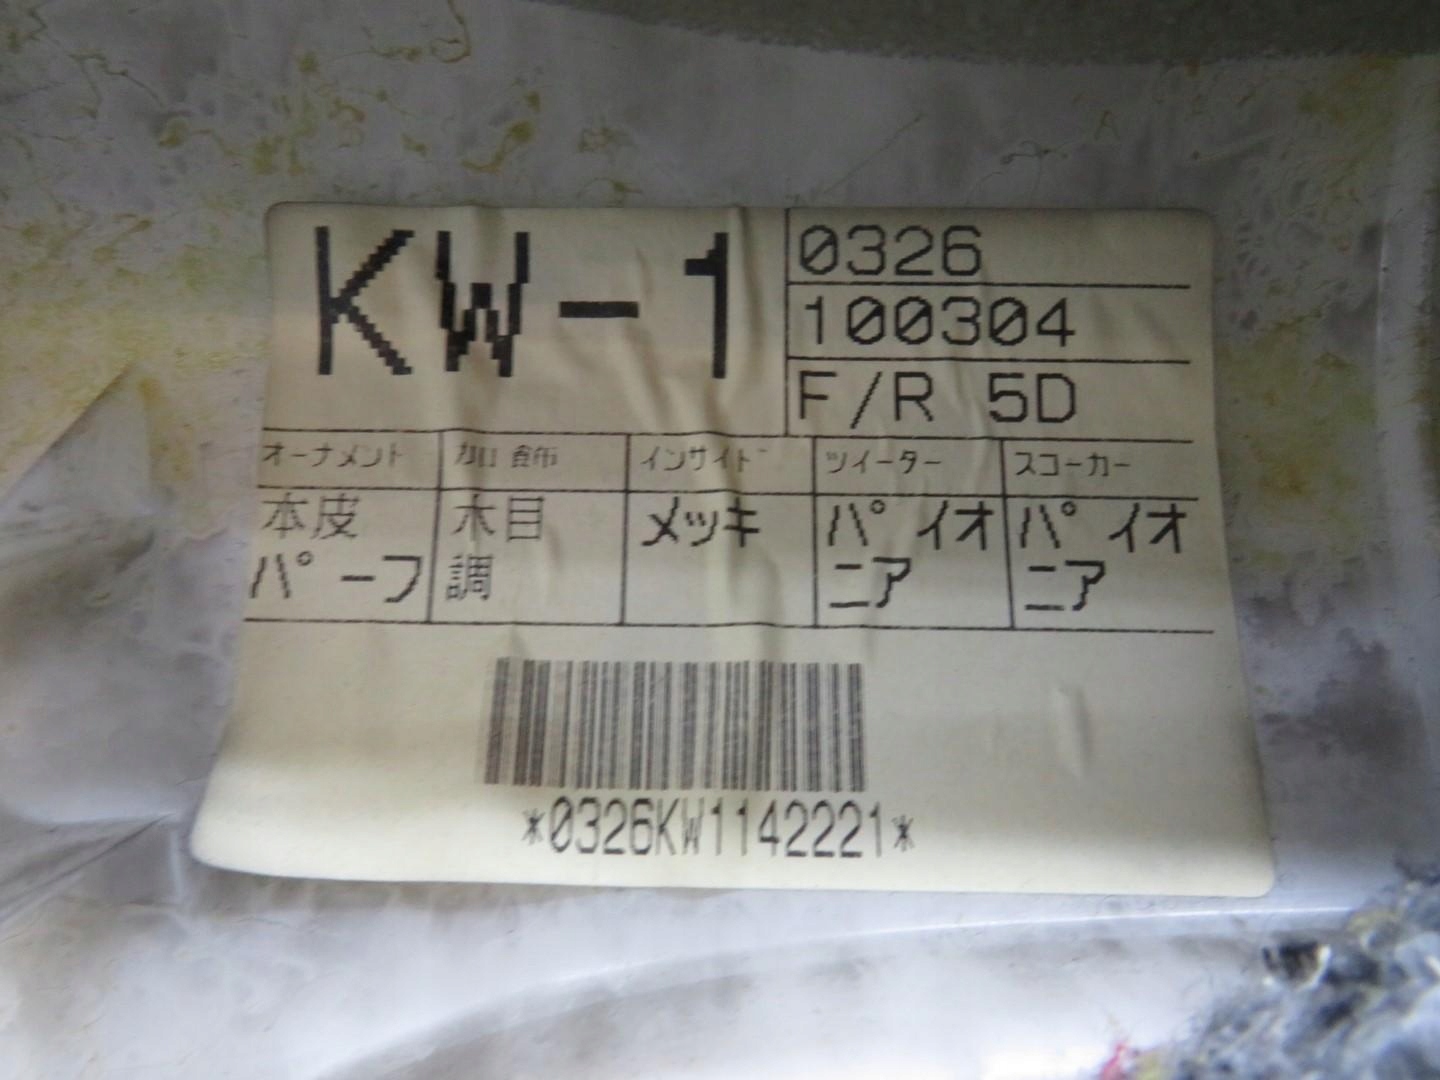 KW-1
0326
100304
F/R 5D
オーナメント 加飾 インサイド ツイーター スコーカー
本皮 木目 メッキ パイオ パイオ
パーフ 調 ニア ニア
*0326KW1142221*